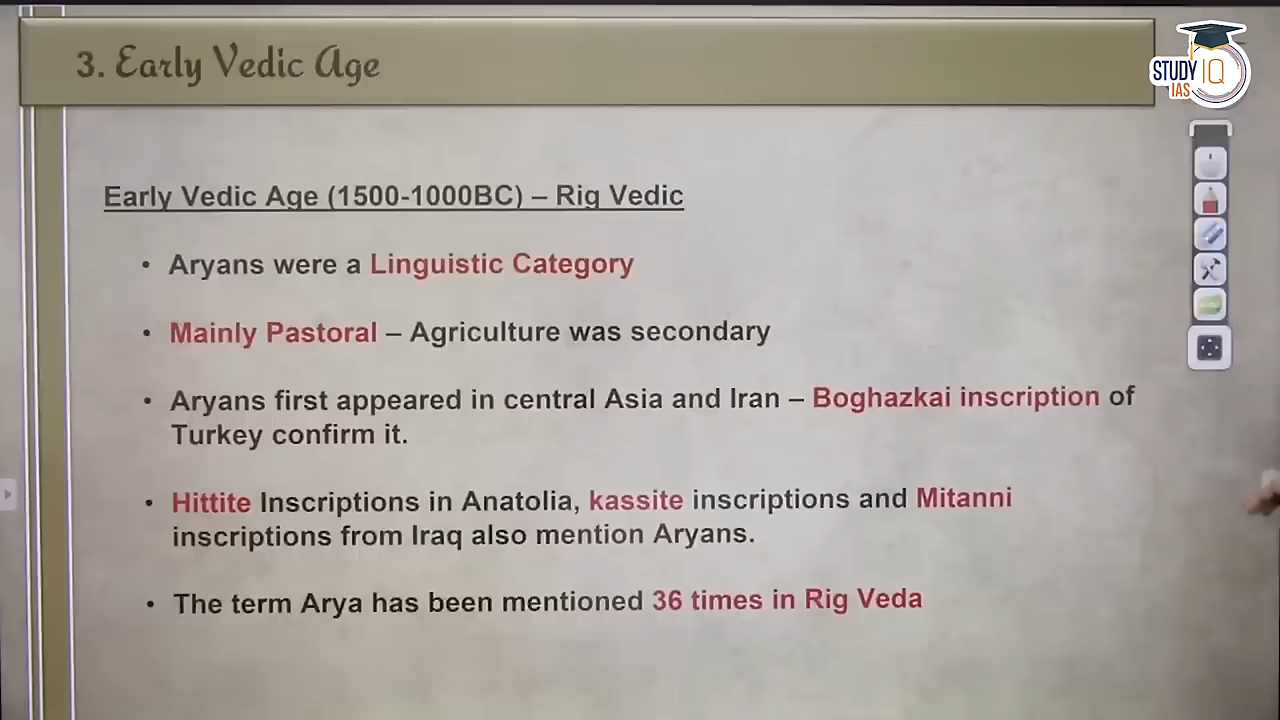 3. Early Vedic Age
STUDY IQ
IAS
Early Vedic Age (1500-1000BC) – Rig Vedic
• Aryans were a Linguistic Category
• Mainly Pastoral – Agriculture was secondary
• Aryans first appeared in central Asia and Iran – Boghazkai inscription of
Turkey confirm it.
• Hittite Inscriptions in Anatolia, kassite inscriptions and Mitanni
inscriptions from Iraq also mention Aryans.
• The term Arya has been mentioned 36 times in Rig Veda